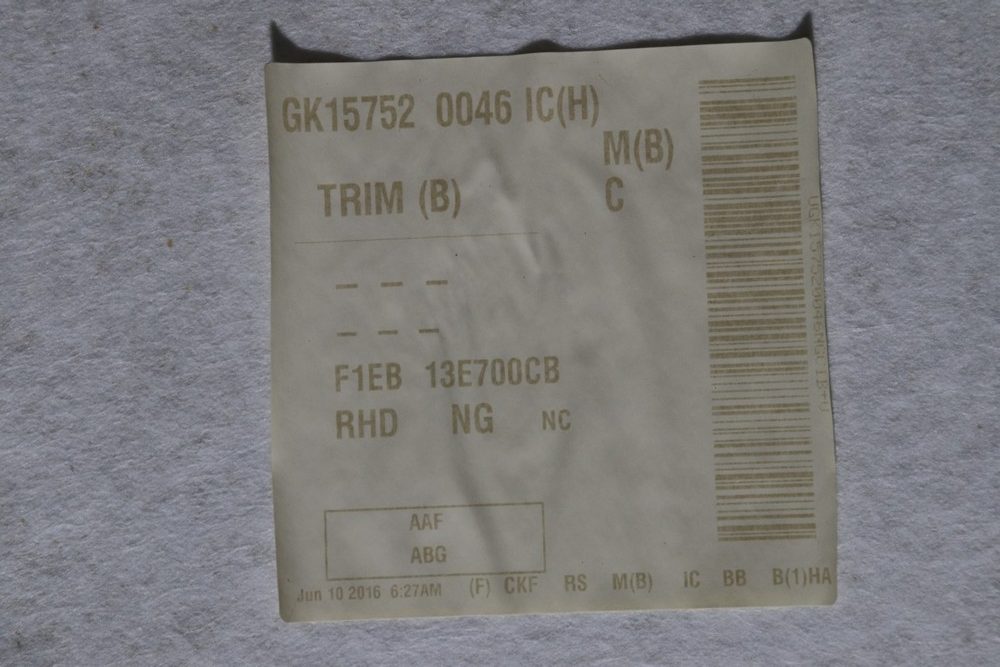 GK15752 0046 IC(H)
M(B)
TRIM (B) C
– – –
– – –
F1EB 13E700CB
RHD NG NC
AAF
ABG
Jun 10 2016 6:27AM (F) CKF RS M(B) IC BB B(1)HA